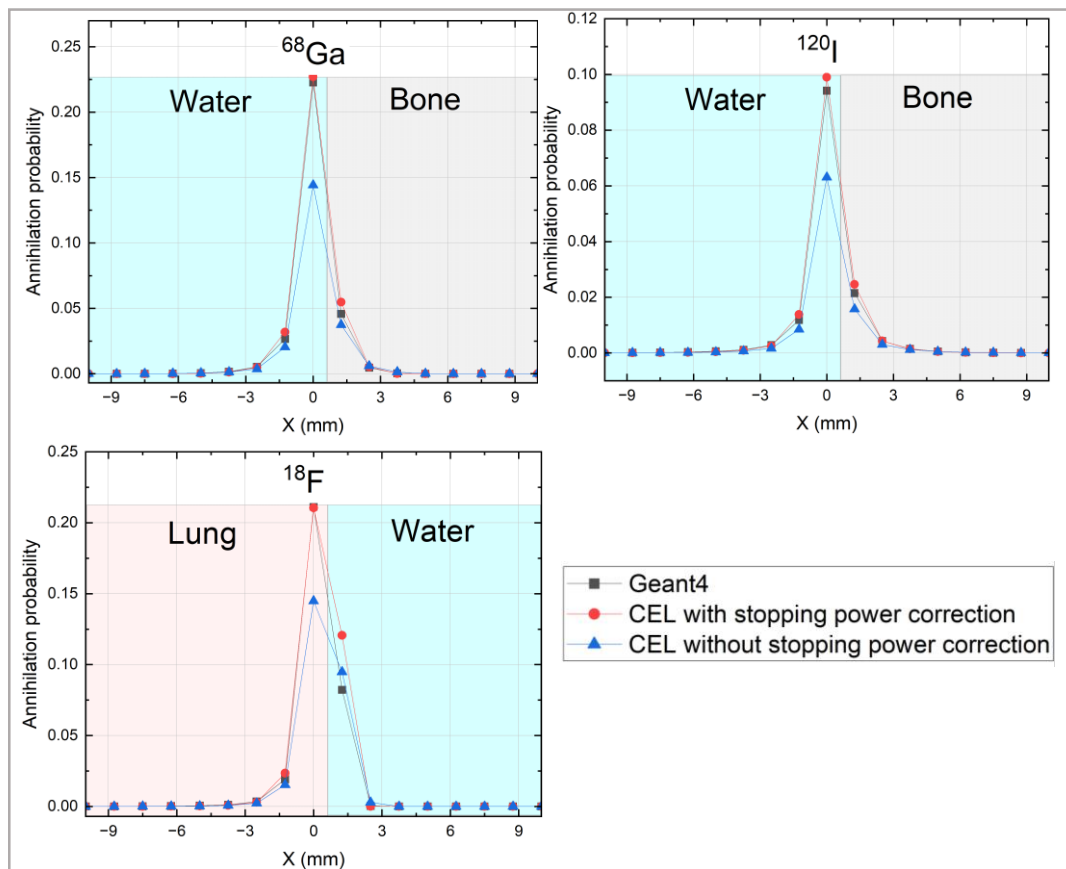 ⁶⁸Ga
Water
Bone
Annihilation probability
0.25
0.20
0.15
0.10
0.05
0.00
−9 −6 −3 0 3 6 9
X (mm)
¹²⁰I
Water
Bone
Annihilation probability
0.12
0.10
0.08
0.06
0.04
0.02
0.00
−9 −6 −3 0 3 6 9
X (mm)
¹⁸F
Lung
Water
Annihilation probability
0.25
0.20
0.15
0.10
0.05
0.00
−9 −6 −3 0 3 6 9
X (mm)
Geant4
CEL with stopping power correction
CEL without stopping power correction